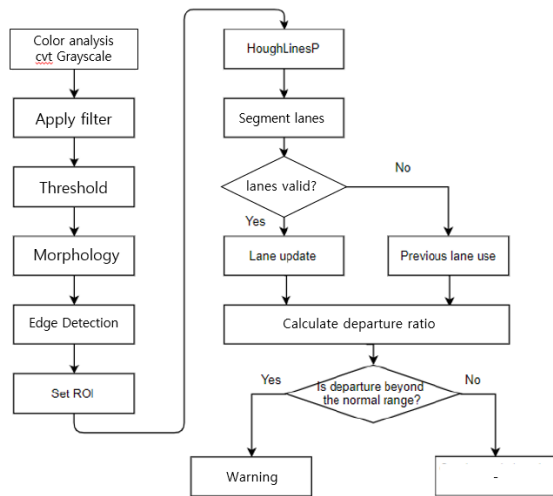 Color analysis
cvt Grayscale
Apply filter
Threshold
Morphology
Edge Detection
Set ROI
HoughLinesP
Segment lanes
lanes valid?
No
Yes
Lane update
Previous lane use
Calculate departure ratio
Yes
Is departure beyond
the normal range?
No
Warning
-